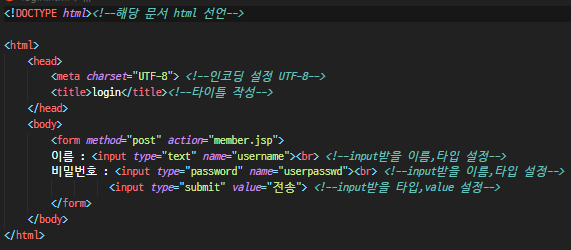 <!DOCTYPE html><!--해당 문서 html 선언-->
<html>
<head>
<meta charset="UTF-8"> <!--인코딩 설정 UTF-8-->
<title>login</title><!--타이틀 작성-->
</head>
<body>
<form method="post" action="member.jsp">
이름 : <input type="text" name="username"><br> <!--input받을 이름,타입 설정-->
비밀번호 : <input type="password" name="userpasswd"><br> <!--input받을 이름,타입 설정-->
<input type="submit" value="전송"> <!--input받을 타입,value 설정-->
</form>
</body>
</html>